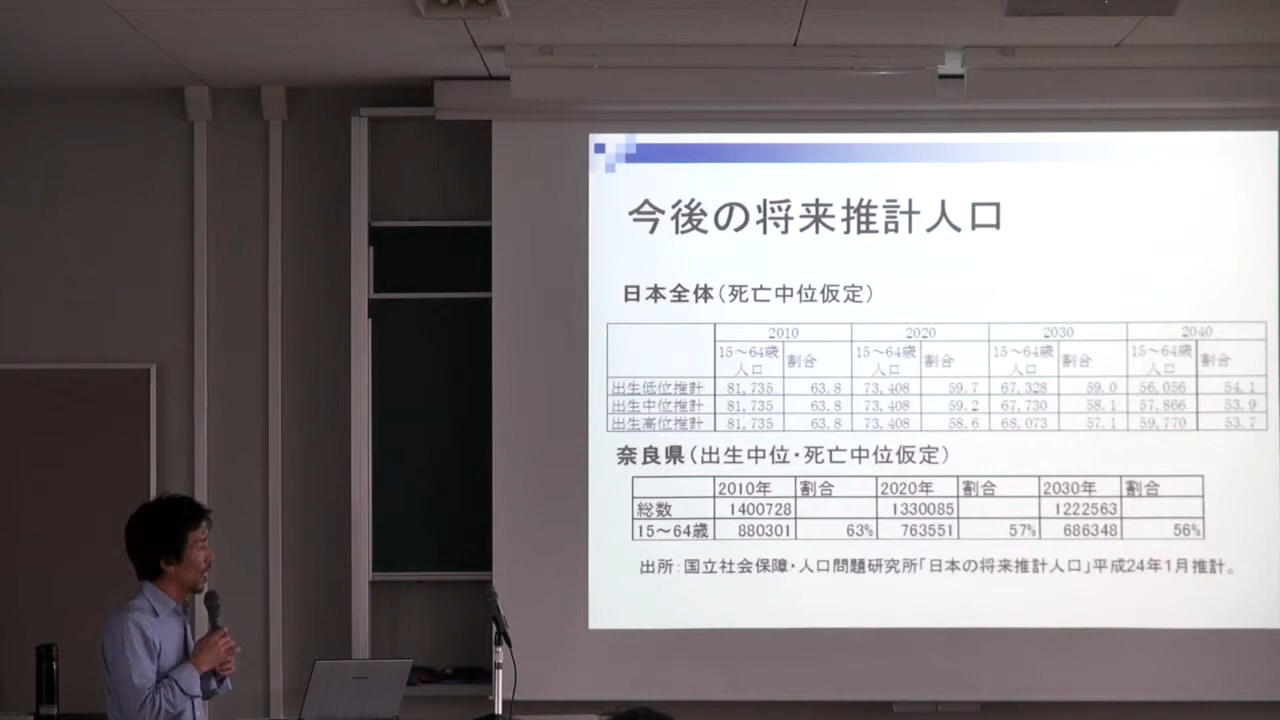 今後の将来推計人口
日本全体(死亡中位仮定)
2010 2020 2030 2040
15～64歳人口 割合 15～64歳人口 割合 15～64歳人口 割合 15～64歳人口 割合
出生低位推計 81,735 63.8 73,408 59.7 67,328 59.0 56,056 54.1
出生中位推計 81,735 63.8 73,408 59.2 67,730 58.1 57,866 53.9
出生高位推計 81,735 63.8 73,408 58.6 68,073 57.1 59,770 53.7
奈良県(出生中位・死亡中位仮定)
2010年 割合 2020年 割合 2030年 割合
総数 1400728 1330085 1222563
15～64歳 880301 63% 763551 57% 686348 56%
出所:国立社会保障・人口問題研究所「日本の将来推計人口」平成24年1月推計。